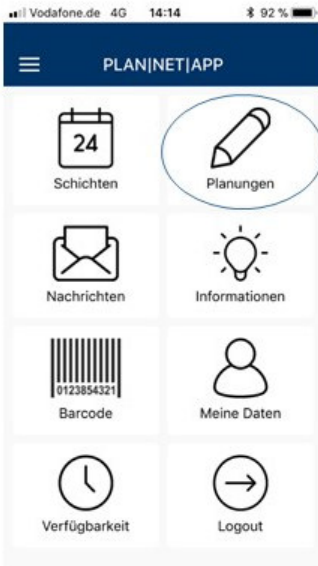 Vodafone.de 4G 14:14 92 %
PLAN|NET|APP
24
Schichten Planungen
Nachrichten Informationen
0123854321
Barcode Meine Daten
Verfügbarkeit Logout